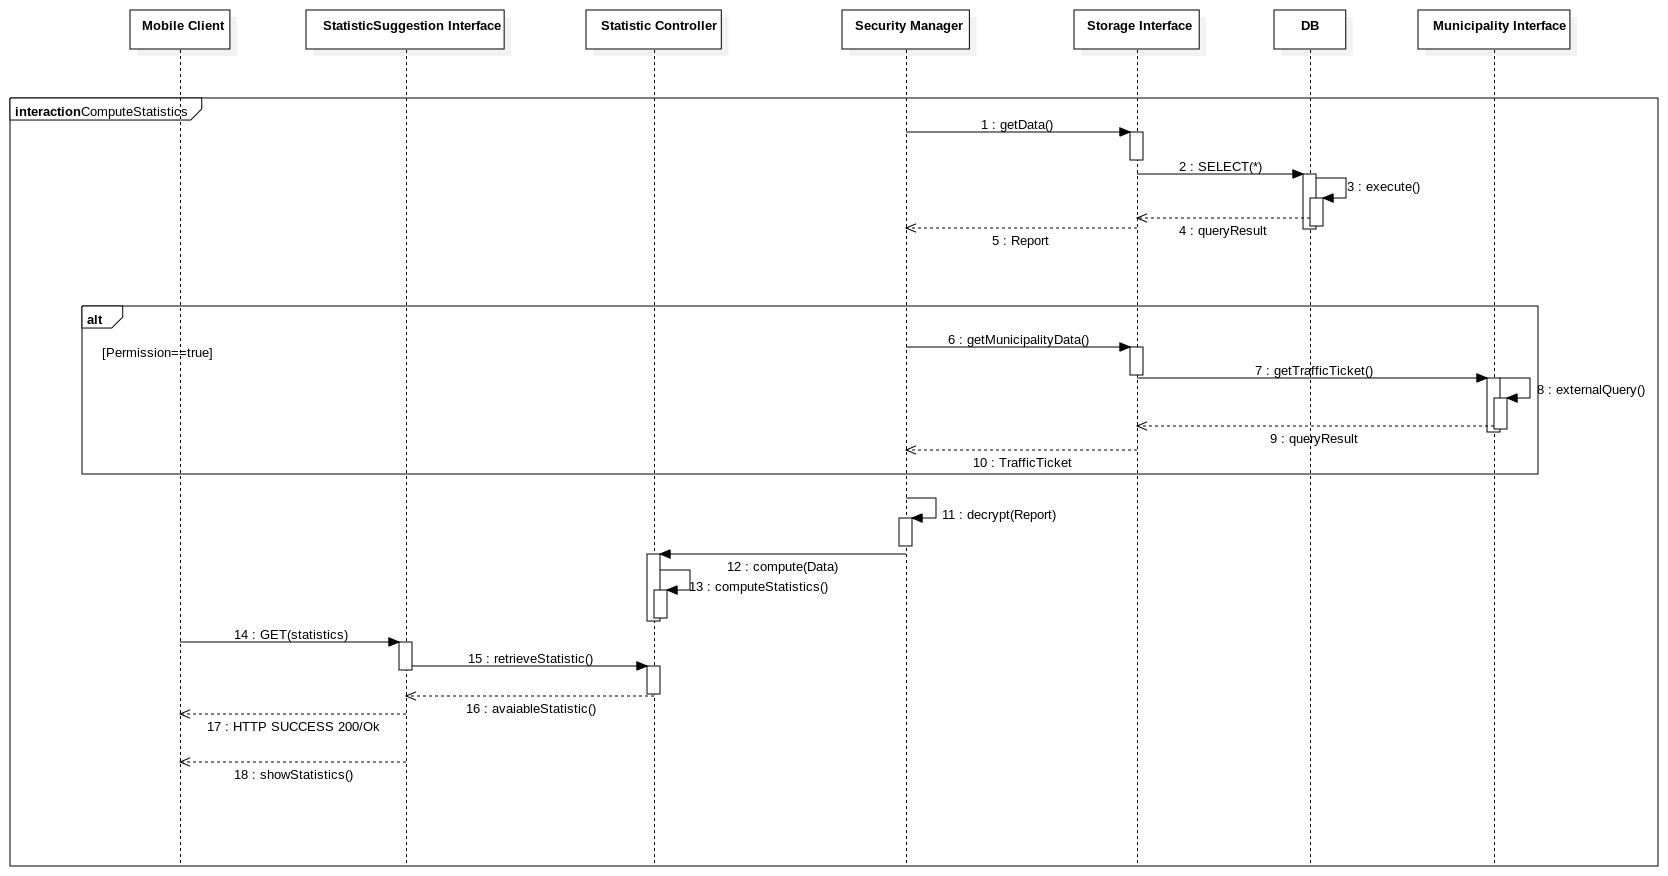 Mobile Client
StatisticSuggestion Interface
Statistic Controller
Security Manager
Storage Interface
DB
Municipality Interface
interactionComputeStatistics
1 : getData()
2 : SELECT(*)
3 : execute()
4 : queryResult
5 : Report
alt
[Permission==true]
6 : getMunicipalityData()
7 : getTrafficTicket()
8 : externalQuery()
9 : queryResult
10 : TrafficTicket
11 : decrypt(Report)
12 : compute(Data)
13 : computeStatistics()
14 : GET(statistics)
15 : retrieveStatistic()
16 : avaiableStatistic()
17 : HTTP SUCCESS 200/Ok
18 : showStatistics()